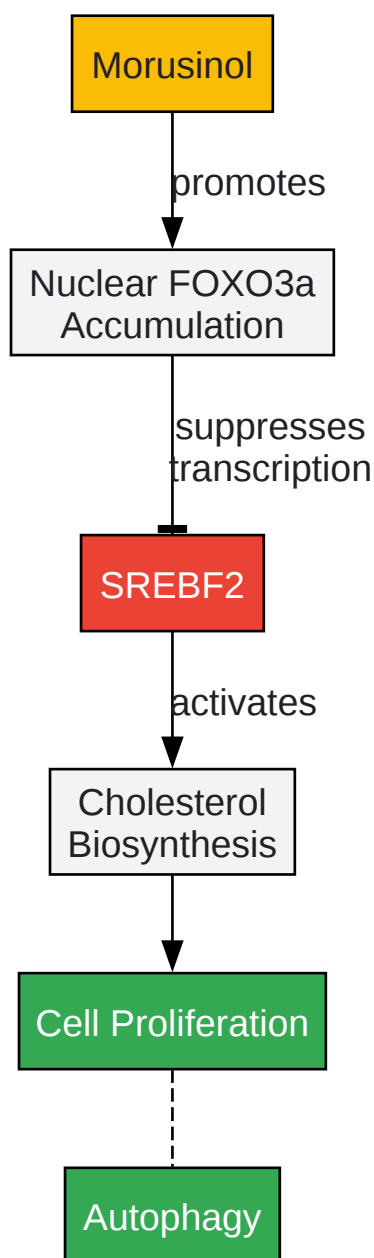 Morusinol
promotes
Nuclear FOXO3a
Accumulation
suppresses
transcription
SREBF2
activates
Cholesterol
Biosynthesis
Cell Proliferation
Autophagy